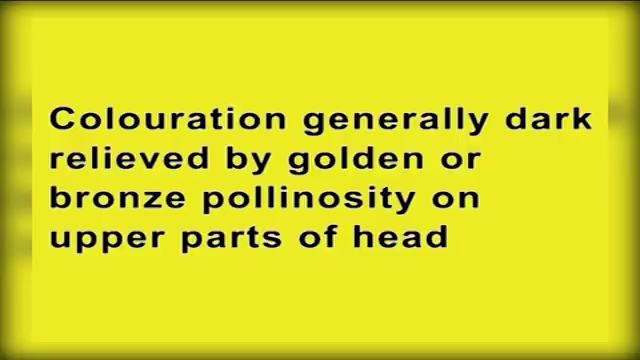 Colouration generally dark
relieved by golden or
bronze pollinosity on
upper parts of head